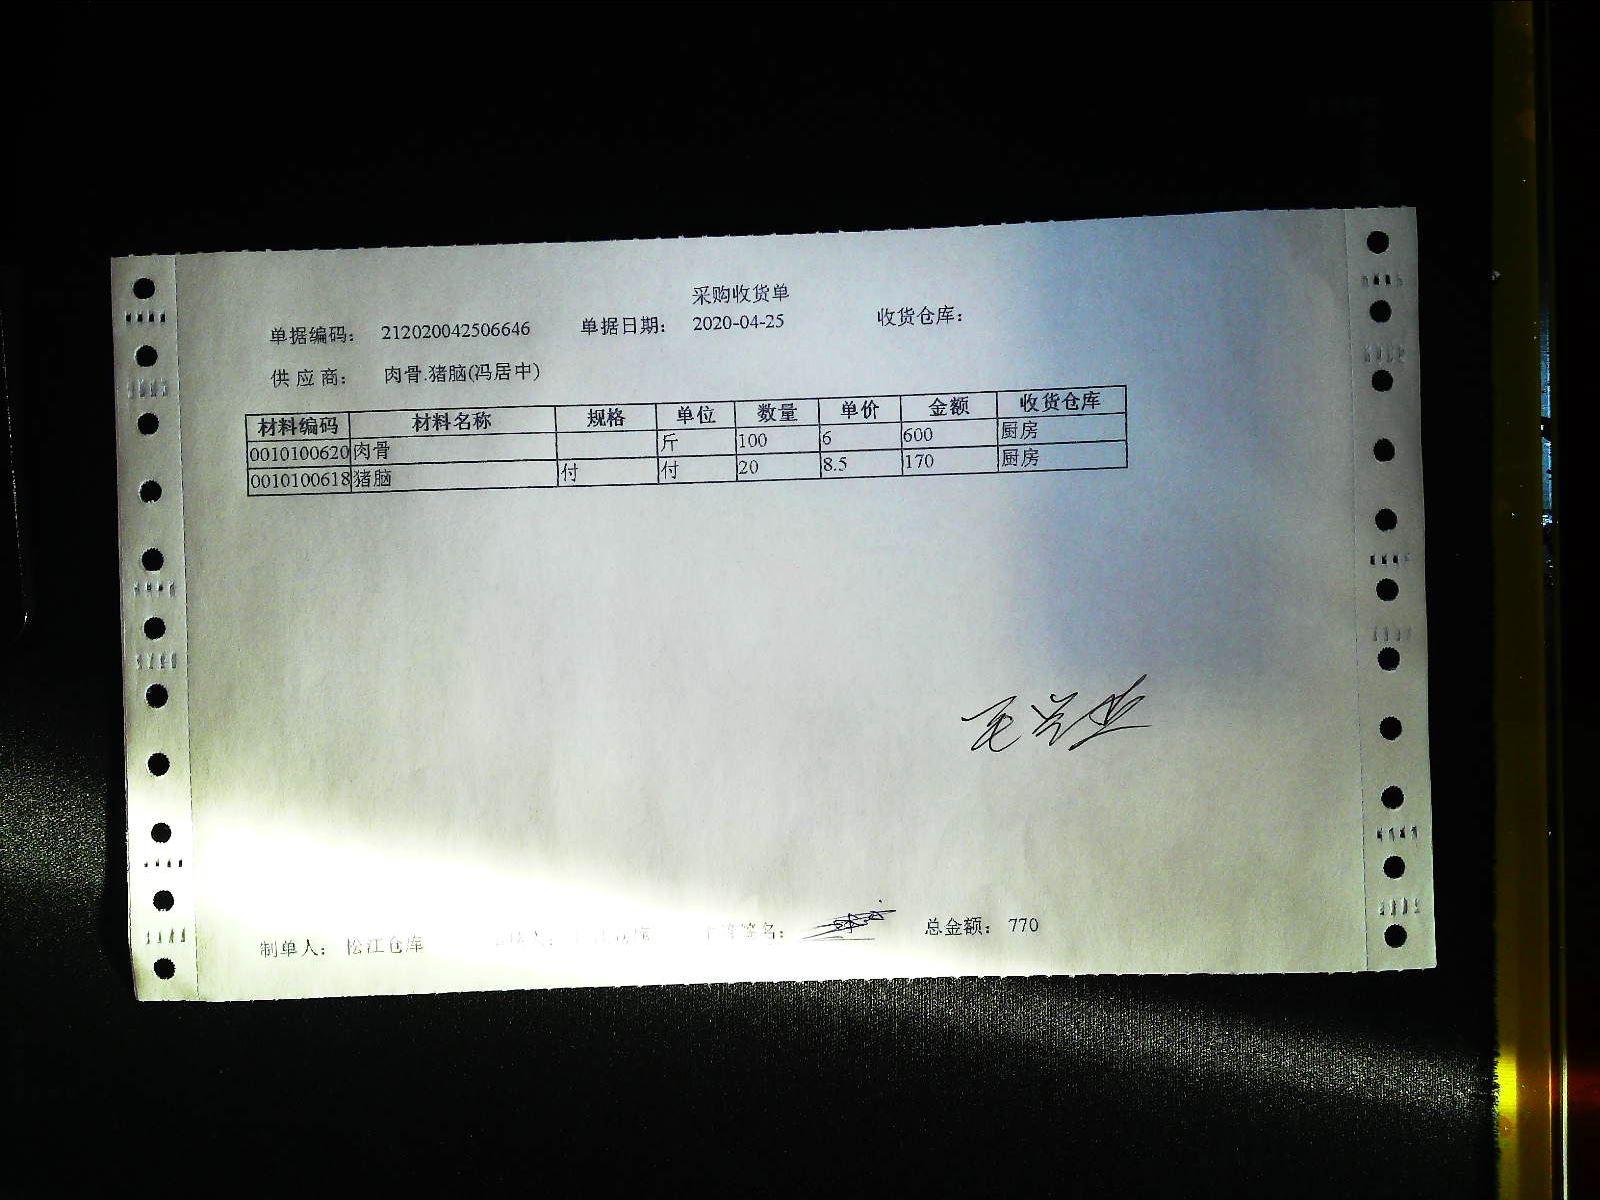 采购收货单
单据编码： 212020042506646 单据日期： 2020-04-25 收货仓库：
供 应 商： 肉骨.猪脑(冯居中)
材料编码 材料名称 规格 单位 数量 单价 金额 收货仓库
0010100620 肉骨 斤 100 6 600 厨房
0010100618 猪脑 付 付 20 8.5 170 厨房
制单人： 松江仓库 签名： 总金额： 770